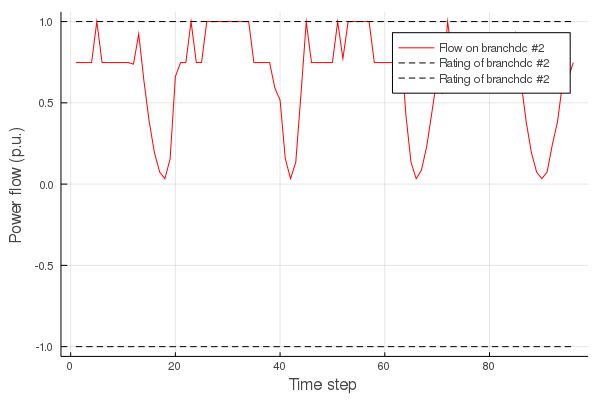 1.0
0.5
0.0
-0.5
-1.0
Power flow (p.u.)
Flow on branchdc #2
Rating of branchdc #2
Rating of branchdc #2
0 20 40 60 80
Time step